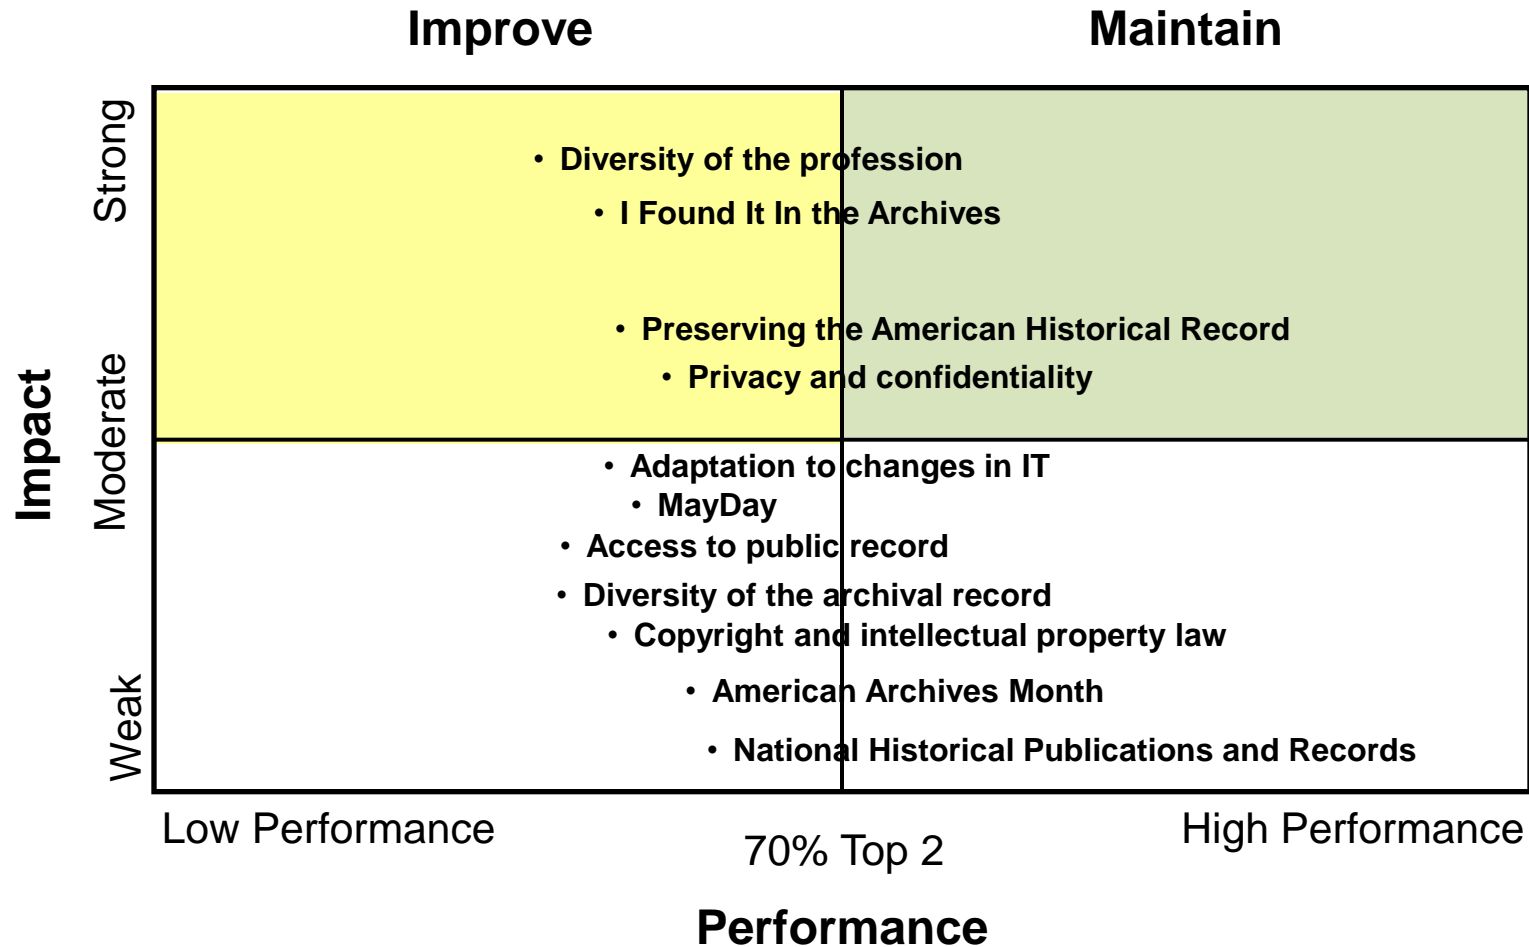 Improve
Maintain
Strong
• Diversity of the profession
• I Found It In the Archives
• Preserving the American Historical Record
• Privacy and confidentiality
Impact
Moderate
• Adaptation to changes in IT
• MayDay
• Access to public record
• Diversity of the archival record
• Copyright and intellectual property law
Weak
• American Archives Month
• National Historical Publications and Records
Low Performance
70% Top 2
High Performance
Performance